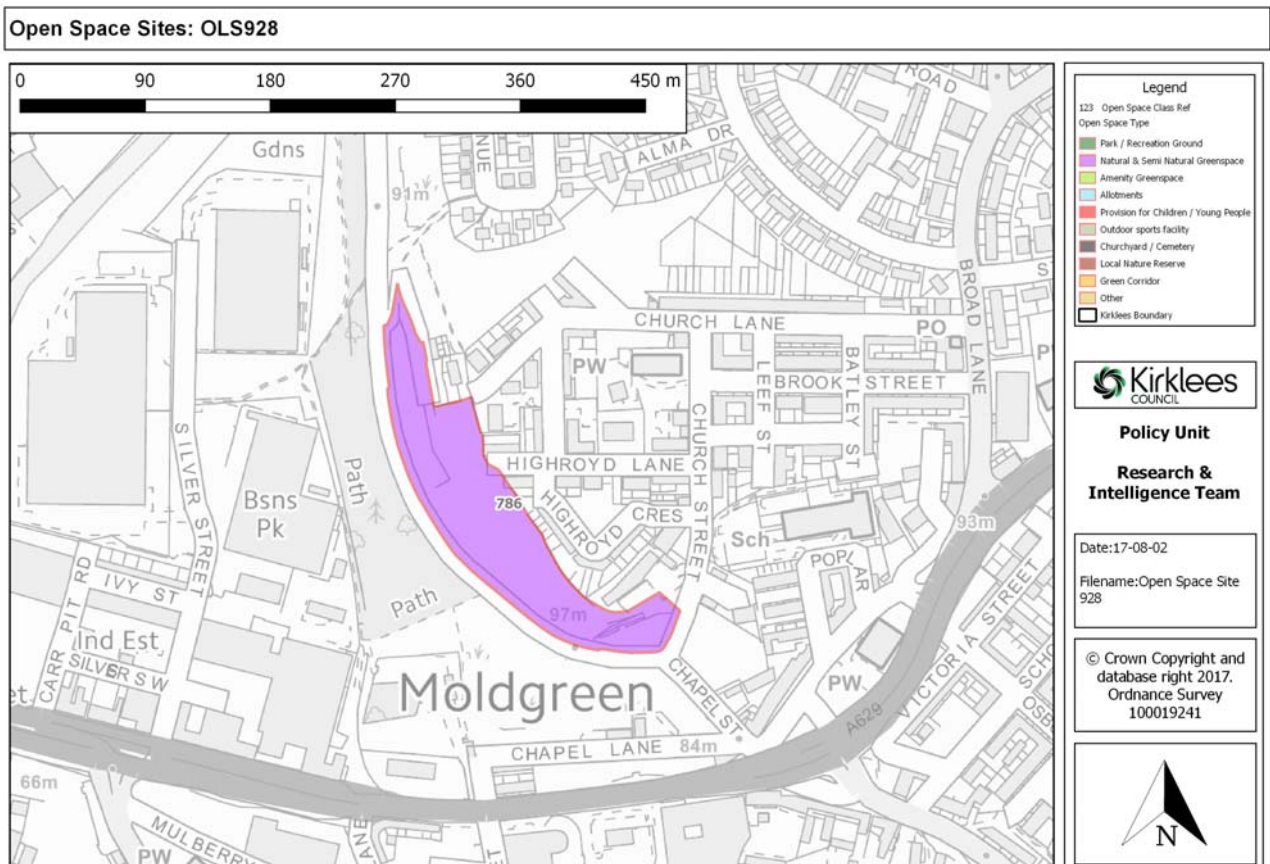 Open Space Sites: OLS928
0 90 180 270 360 450 m
ROAD
Gdns
NUE
ALMA DR
91m
BROAD LANE
S
CHURCH LANE
PO
PW
P
LEEF ST
BATLEY ST
BROOK STREET
CHURCH STREET
SILVER STREET
HIGHROYD LANE
Path
Bsns
Pk
786
HIGHROYD
CRES
93m
Sch
POPLAR
CARR PIT RD
IVY ST
Path
97m
VICTORIA STREET
Ind Est
SILVER S W
SCHO
OSB
et.
Moldgreen
CHAPEL ST
PW
A629
CHAPEL LANE
84m
66m
MULBERRY
PW
ANE
ET
Legend
123 Open Space Class Ref
Open Space Type
Park / Recreation Ground
Natural & Semi Natural Greenspace
Amenity Greenspace
Allotments
Provision for Children / Young People
Outdoor sports facility
Churchyard / Cemetery
Local Nature Reserve
Green Corridor
Other
Kirklees Boundary
Kirklees
COUNCIL
Policy Unit
Research &
Intelligence Team
Date:17-08-02
Filename:Open Space Site
928
© Crown Copyright and
database right 2017.
Ordnance Survey
100019241
N